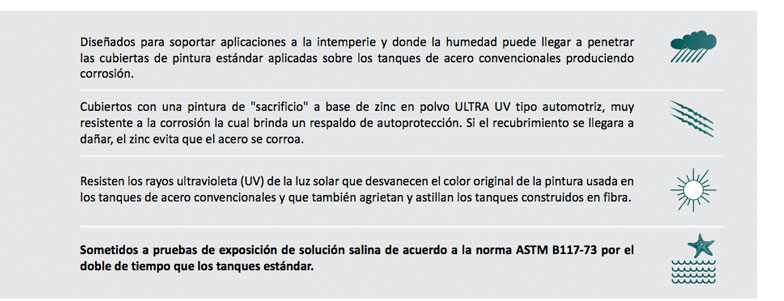 Diseñados para soportar aplicaciones a la intemperie y donde la humedad puede llegar a penetrar
las cubiertas de pintura estándar aplicadas sobre los tanques de acero convencionales produciendo
corrosión.
Cubiertos con una pintura de "sacrificio" a base de zinc en polvo ULTRA UV tipo automotriz, muy
resistente a la corrosión la cual brinda un respaldo de autoprotección. Si el recubrimiento se llegara a
dañar, el zinc evita que el acero se corroa.
Resisten los rayos ultravioleta (UV) de la luz solar que desvanecen el color original de la pintura usada en
los tanques de acero convencionales y que también agrietan y astillan los tanques construidos en fibra.
Sometidos a pruebas de exposición de solución salina de acuerdo a la norma ASTM B117-73 por el
doble de tiempo que los tanques estándar.